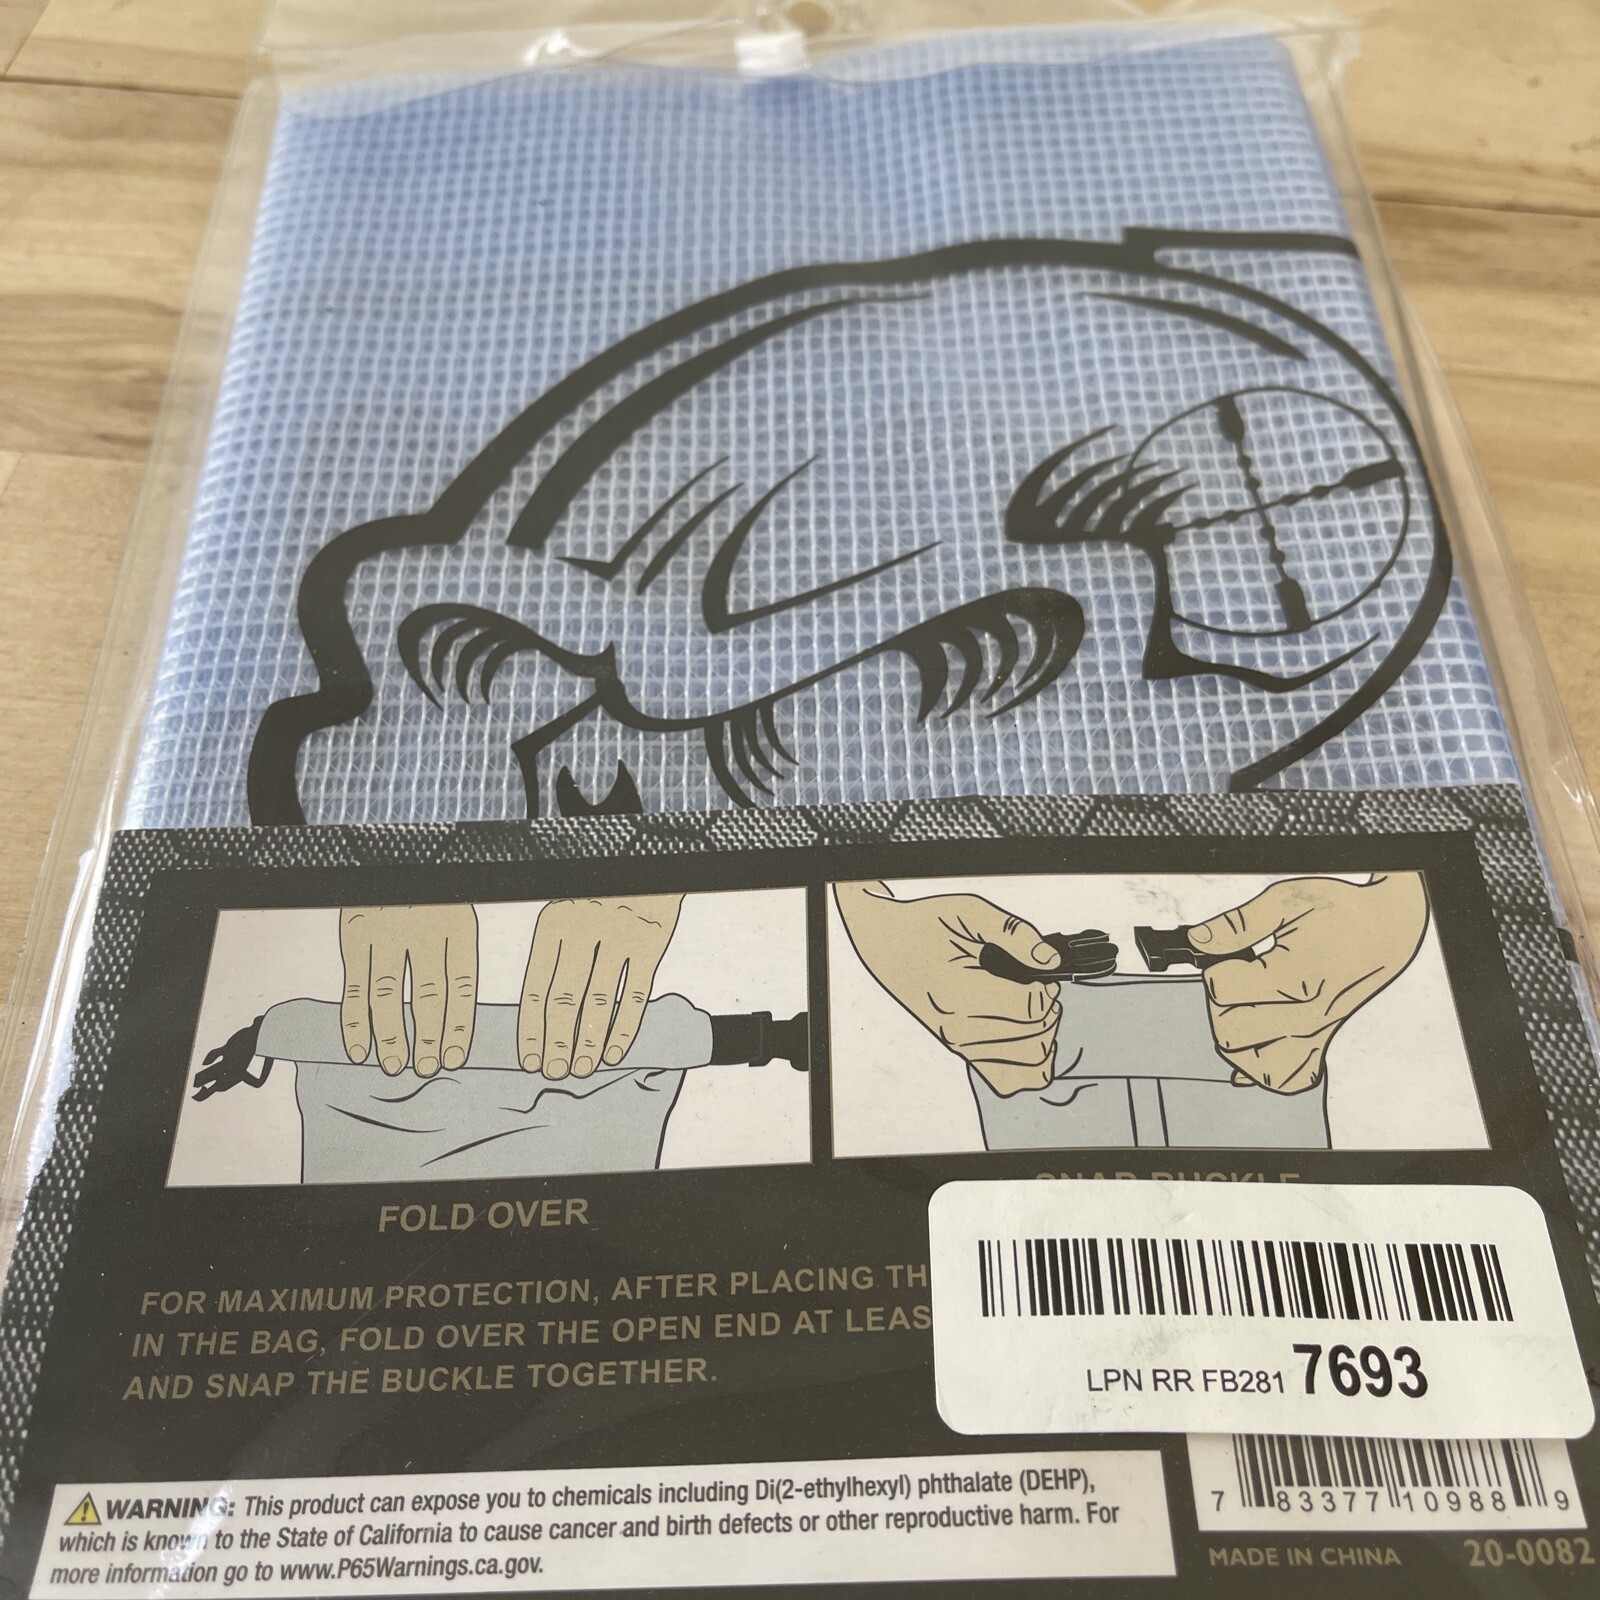 FOLD OVER
SNAP BUCKLE
FOR MAXIMUM PROTECTION, AFTER PLACING TH
IN THE BAG, FOLD OVER THE OPEN END AT LEAS
AND SNAP THE BUCKLE TOGETHER.
LPN RR FB281 7693
WARNING: This product can expose you to chemicals including Di(2-ethylhexyl) phthalate (DEHP),
which is known to the State of California to cause cancer and birth defects or other reproductive harm. For
more information go to www.P65Warnings.ca.gov.
7 83377 10988 9
MADE IN CHINA 20-0082